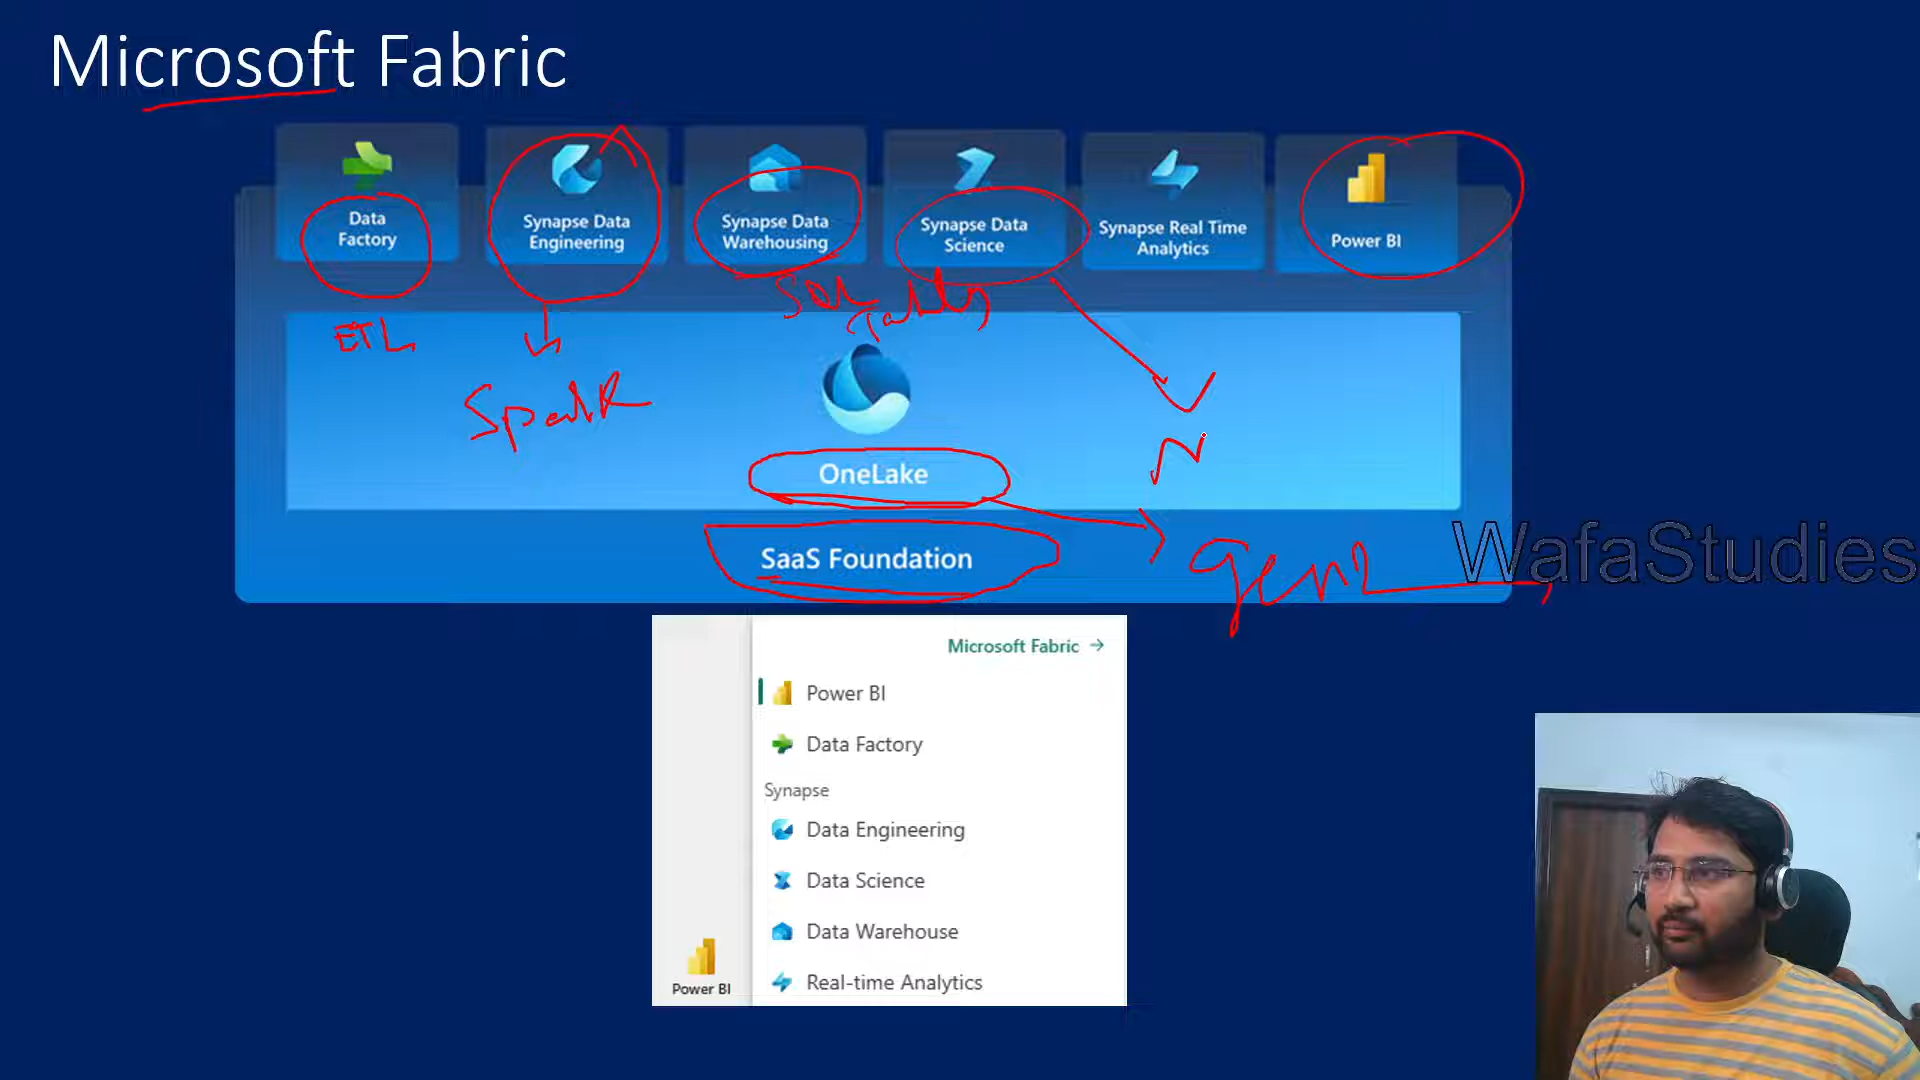 Microsoft Fabric
Data
Factory
Synapse Data
Engineering
Synapse Data
Warehousing
Synapse Data
Science
Synapse Real Time
Analytics
Power BI
ETL
Spark
SQL
Tables
OneLake
SaaS Foundation
gen2
WafaStudies
Microsoft Fabric →
Power BI
Data Factory
Synapse
Data Engineering
Data Science
Data Warehouse
Real-time Analytics
Power BI